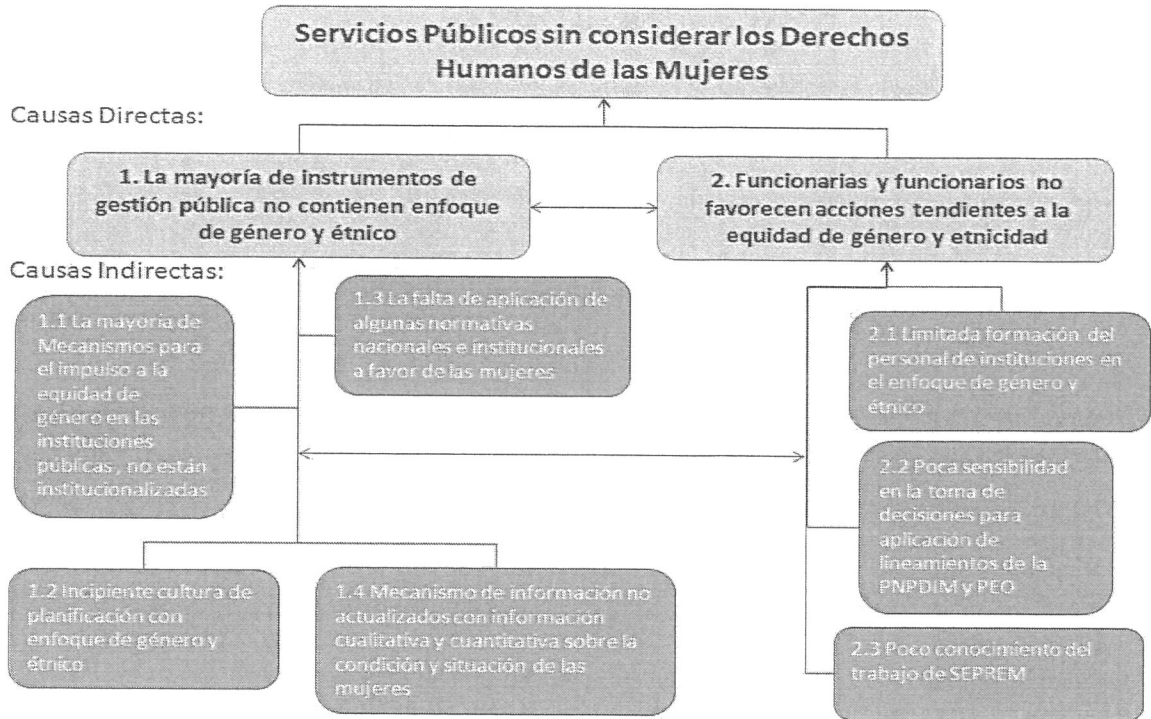 Servicios Públicos sin considerar los Derechos
Humanos de las Mujeres
Causas Directas:
1. La mayoría de instrumentos de
gestión pública no contienen enfoque
de género y étnico
2. Funcionarias y funcionarios no
favorecen acciones tendientes a la
equidad de género y etnicidad
Causas Indirectas:
1.1 La mayoría de
Mecanismos para
el impulso a la
equidad de
género en las
instituciones
públicas, no están
institucionalizadas
1.3 La falta de aplicación de
algunas normativas
nacionales e institucionales
a favor de las mujeres
2.1 Limitada formación del
personal de instituciones en
el enfoque de género y
étnico
2.2 Poca sensibilidad
en la toma de
decisiones para
aplicación de
lineamientos de la
PNPDIM y PEO
1.2 Incipiente cultura de
planificación con
enfoque de género y
étnico
1.4 Mecanismo de información no
actualizados con información
cualitativa y cuantitativa sobre la
condición y situación de las
mujeres
2.3 Poco conocimiento del
trabajo de SEPREM